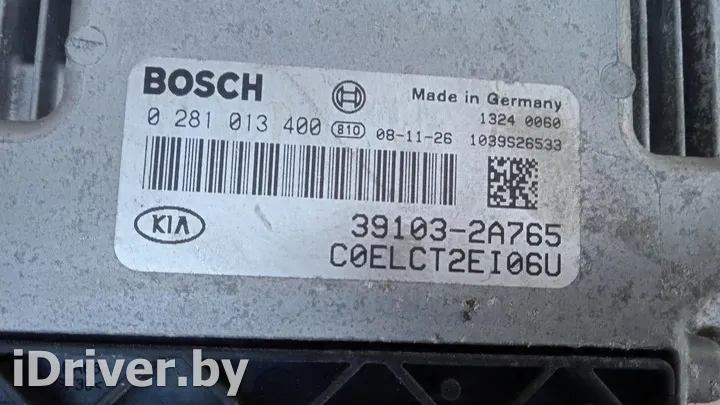 BOSCH
Made in Germany
1324 0060
0 281 013 400 810 08-11-26 1039S26533
KIA
39103-2A765
C0ELCT2EI06U
iDriver.by